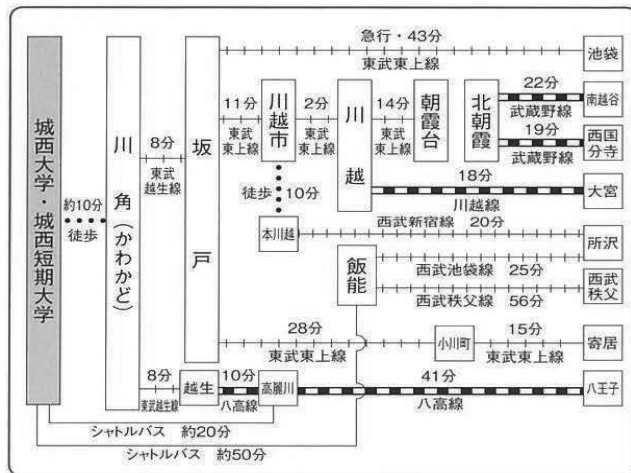 急行・43分
東武東上線
池袋
城西大学・城西短期大学
約10分
徒歩
川角(かわかど)
8分
東武
越生線
坂戸
11分
東武
東上線
川越市
2分
東武
東上線
川越
14分
東武
東上線
朝霞台
北朝霞
22分
武蔵野線
南越谷
19分
武蔵野線
西国
分寺
18分
川越線
大宮
徒歩
10分
本川越
西武新宿線 20分
所沢
飯能
西武池袋線 25分
西武秩父線 56分
西武
秩父
28分
東武東上線
小川町
15分
東武東上線
寄居
8分
東武越生線
越生
10分
八高線
高麗川
41分
八高線
八王子
シャトルバス 約20分
シャトルバス 約50分